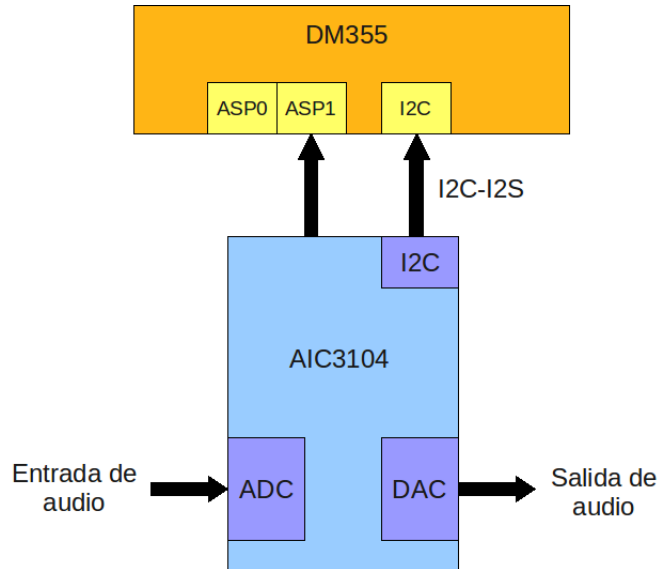 DM355
ASP0
ASP1
I2C
I2C-I2S
I2C
AIC3104
Entrada de
audio
ADC
DAC
Salida de
audio